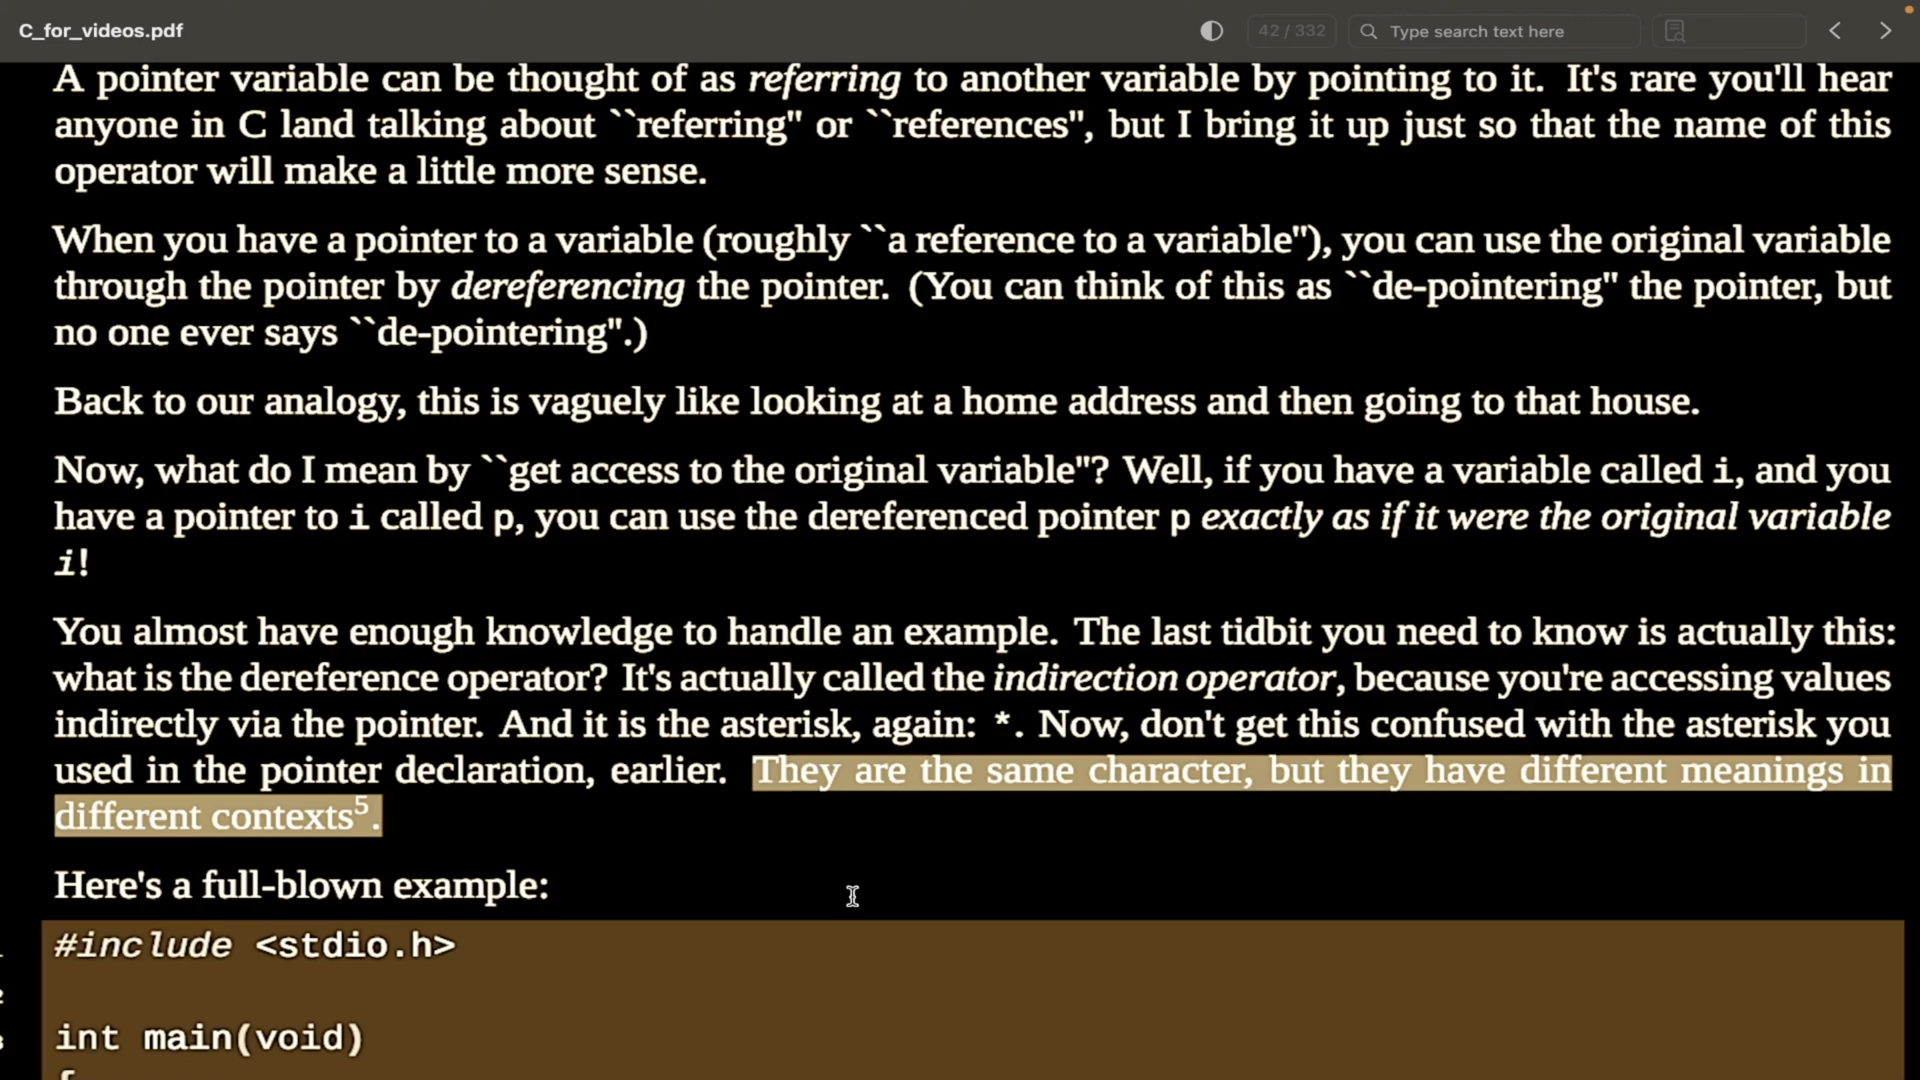 C_for_videos.pdf
42 / 332
Type search text here
A pointer variable can be thought of as referring to another variable by pointing to it. It's rare you'll hear
anyone in C land talking about ``referring" or ``references", but I bring it up just so that the name of this
operator will make a little more sense.
When you have a pointer to a variable (roughly ``a reference to a variable"), you can use the original variable
through the pointer by dereferencing the pointer. (You can think of this as ``de-pointering" the pointer, but
no one ever says ``de-pointering".)
Back to our analogy, this is vaguely like looking at a home address and then going to that house.
Now, what do I mean by ``get access to the original variable"? Well, if you have a variable called i, and you
have a pointer to i called p, you can use the dereferenced pointer p exactly as if it were the original variable
i!
You almost have enough knowledge to handle an example. The last tidbit you need to know is actually this:
what is the dereference operator? It's actually called the indirection operator, because you're accessing values
indirectly via the pointer. And it is the asterisk, again: *. Now, don't get this confused with the asterisk you
used in the pointer declaration, earlier. They are the same character, but they have different meanings in
different contexts⁵.
Here's a full-blown example:
#include <stdio.h>
int main(void)